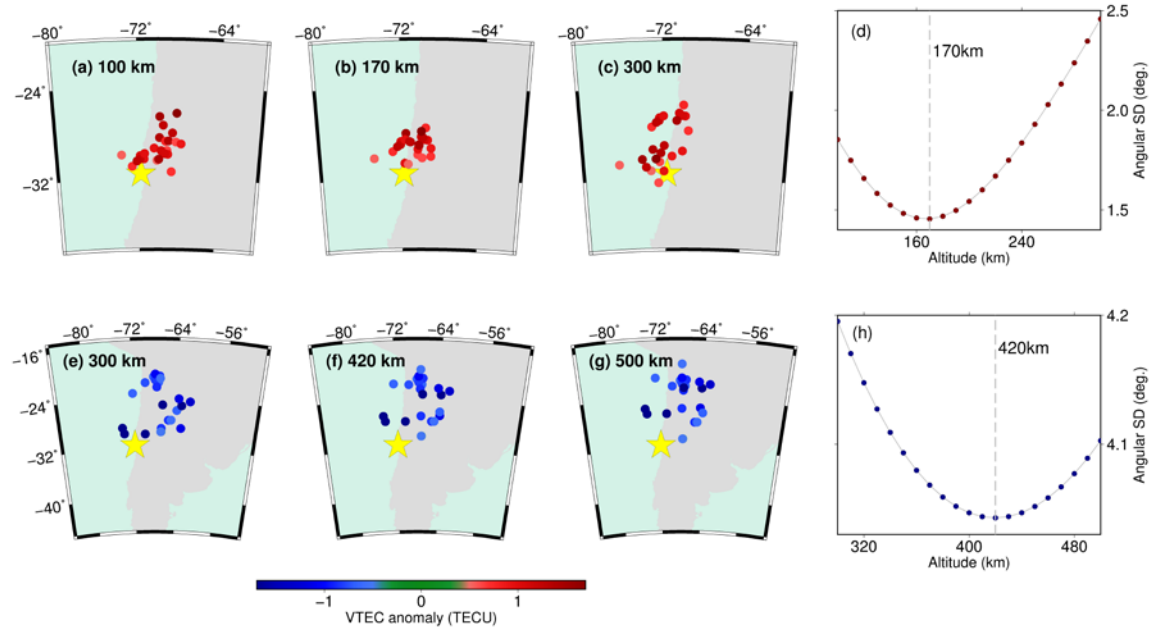 −80° −72° −64°
−80° −72° −64°
−80° −72° −64°
(a) 100 km
(b) 170 km
(c) 300 km
−24°
−32°
(d)
170km
2.5
2.0
1.5
Angular SD (deg.)
160 240
Altitude (km)
−80° −72° −64° −56°
−80° −72° −64° −56°
−80° −72° −64° −56°
(e) 300 km
(f) 420 km
(g) 500 km
−16°
−24°
−32°
−40°
(h)
420km
4.2
4.1
Angular SD (deg.)
320 400 480
Altitude (km)
−1 0 1
VTEC anomaly (TECU)